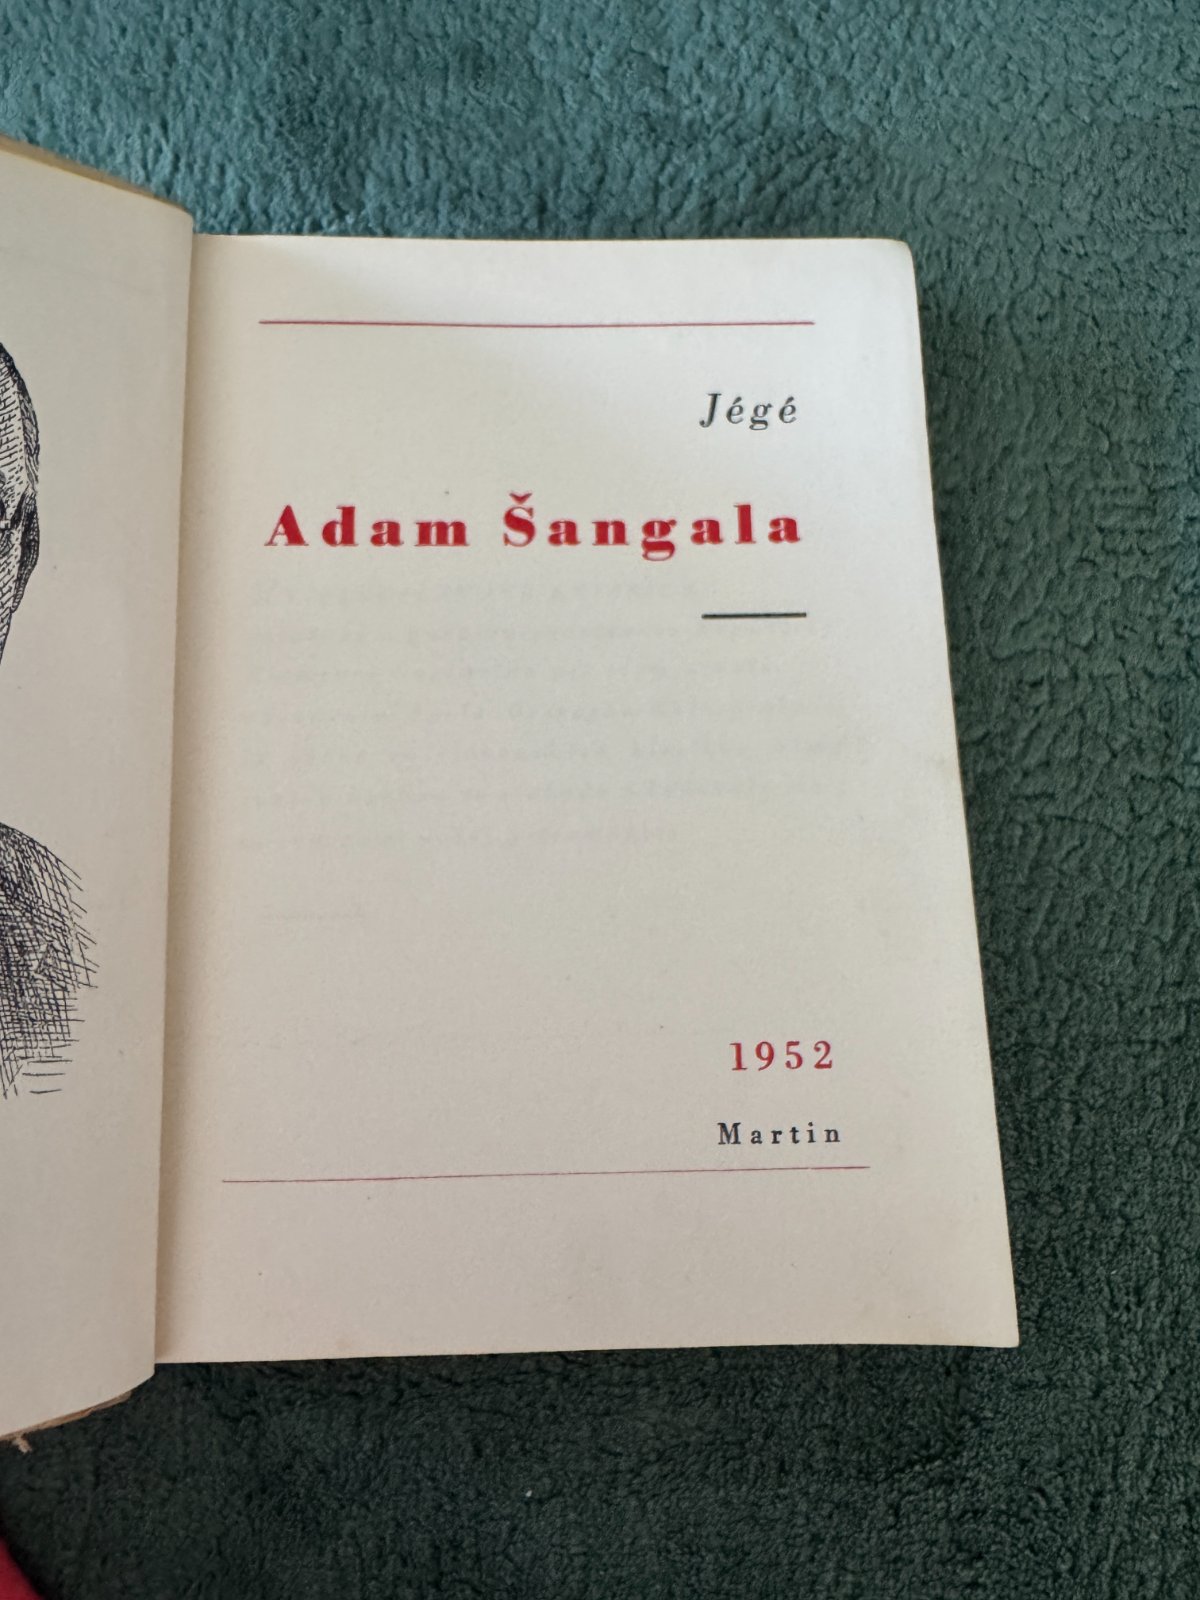 Jégé
Adam Šangala
1952
Martin